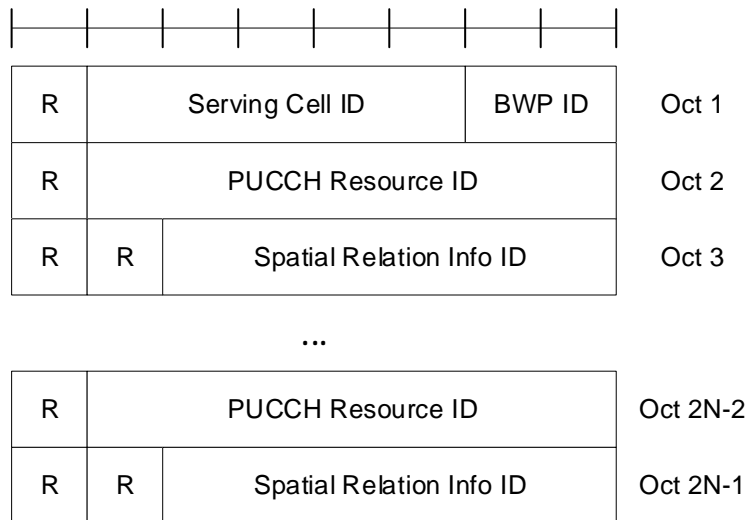 R Serving Cell ID BWP ID Oct 1
R PUCCH Resource ID Oct 2
R R Spatial Relation Info ID Oct 3
...
R PUCCH Resource ID Oct 2N-2
R R Spatial Relation Info ID Oct 2N-1